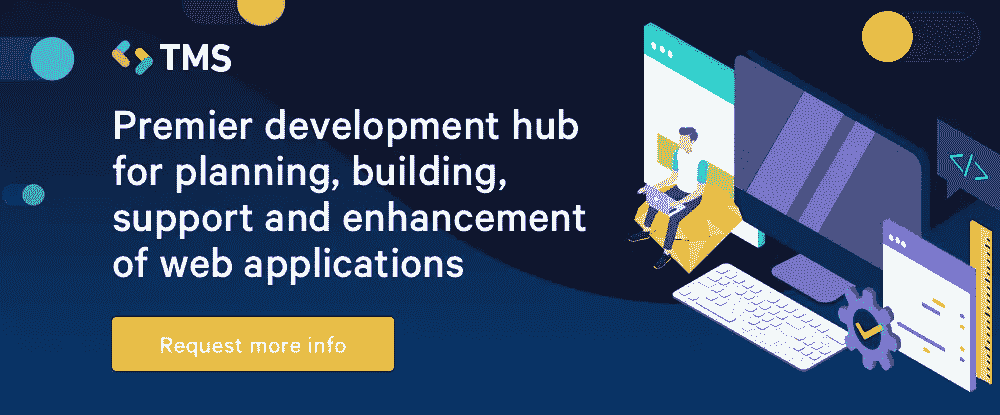 TMS
Premier development hub
for planning, building,
support and enhancement
of web applications
Request more info
</>